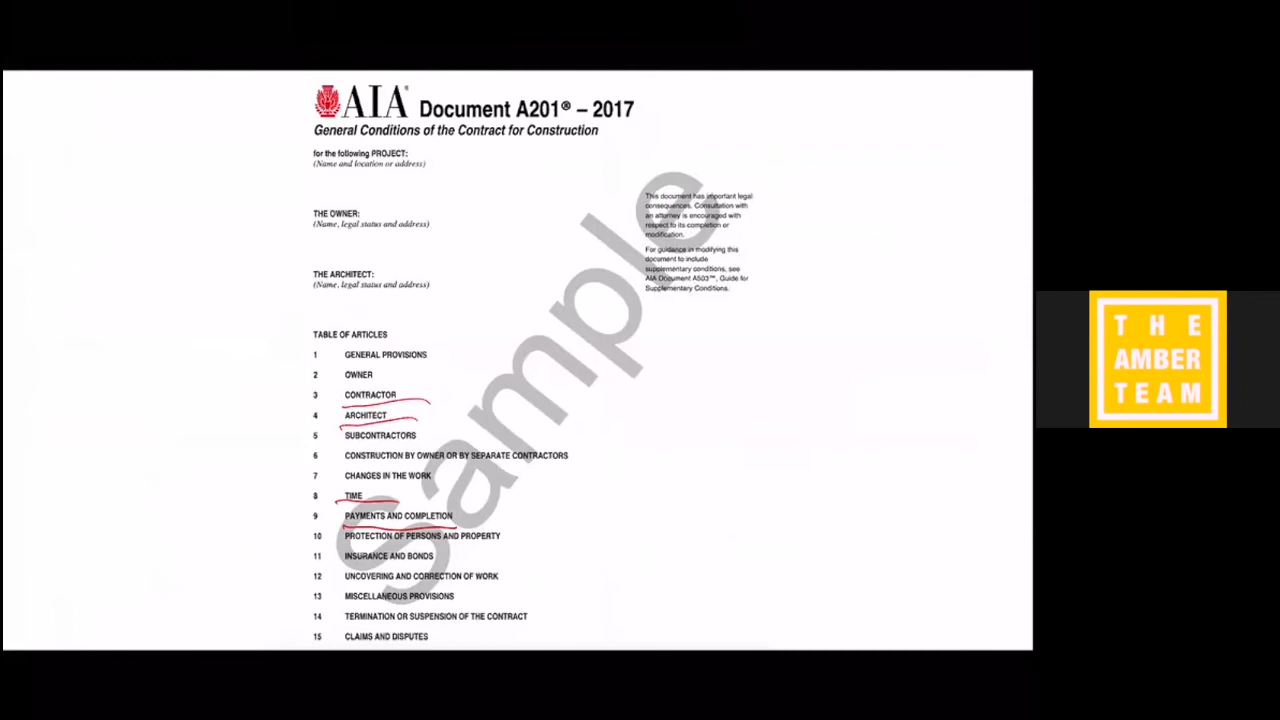 AIA Document A201® – 2017
General Conditions of the Contract for Construction
for the following PROJECT:
(Name and location or address)
THE OWNER:
(Name, legal status and address)
THE ARCHITECT:
(Name, legal status and address)
This document has important legal
consequences. Consultation with
an attorney is encouraged with
respect to its completion or
modification.
For guidance in modifying this
document to include
supplementary conditions, see
AIA Document A503™, Guide for
Supplementary Conditions.
Sample
TABLE OF ARTICLES
1 GENERAL PROVISIONS
2 OWNER
3 CONTRACTOR
4 ARCHITECT
5 SUBCONTRACTORS
6 CONSTRUCTION BY OWNER OR BY SEPARATE CONTRACTORS
7 CHANGES IN THE WORK
8 TIME
9 PAYMENTS AND COMPLETION
10 PROTECTION OF PERSONS AND PROPERTY
11 INSURANCE AND BONDS
12 UNCOVERING AND CORRECTION OF WORK
13 MISCELLANEOUS PROVISIONS
14 TERMINATION OR SUSPENSION OF THE CONTRACT
15 CLAIMS AND DISPUTES
THE
AMBER
TEAM